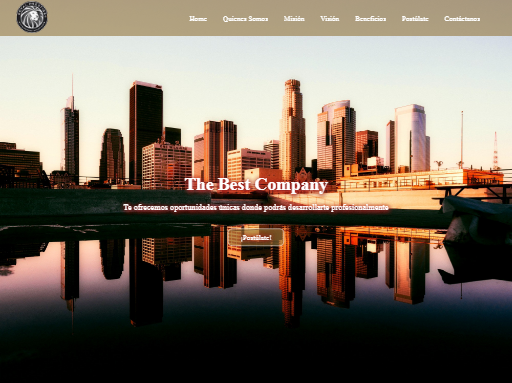 Home Quienes Somos Misión Visión Beneficios Postúlate Contáctanos
The Best Company
Te ofrecemos oportunidades únicas donde podrás desarrollarte profesionalmente
¡Postúlate!